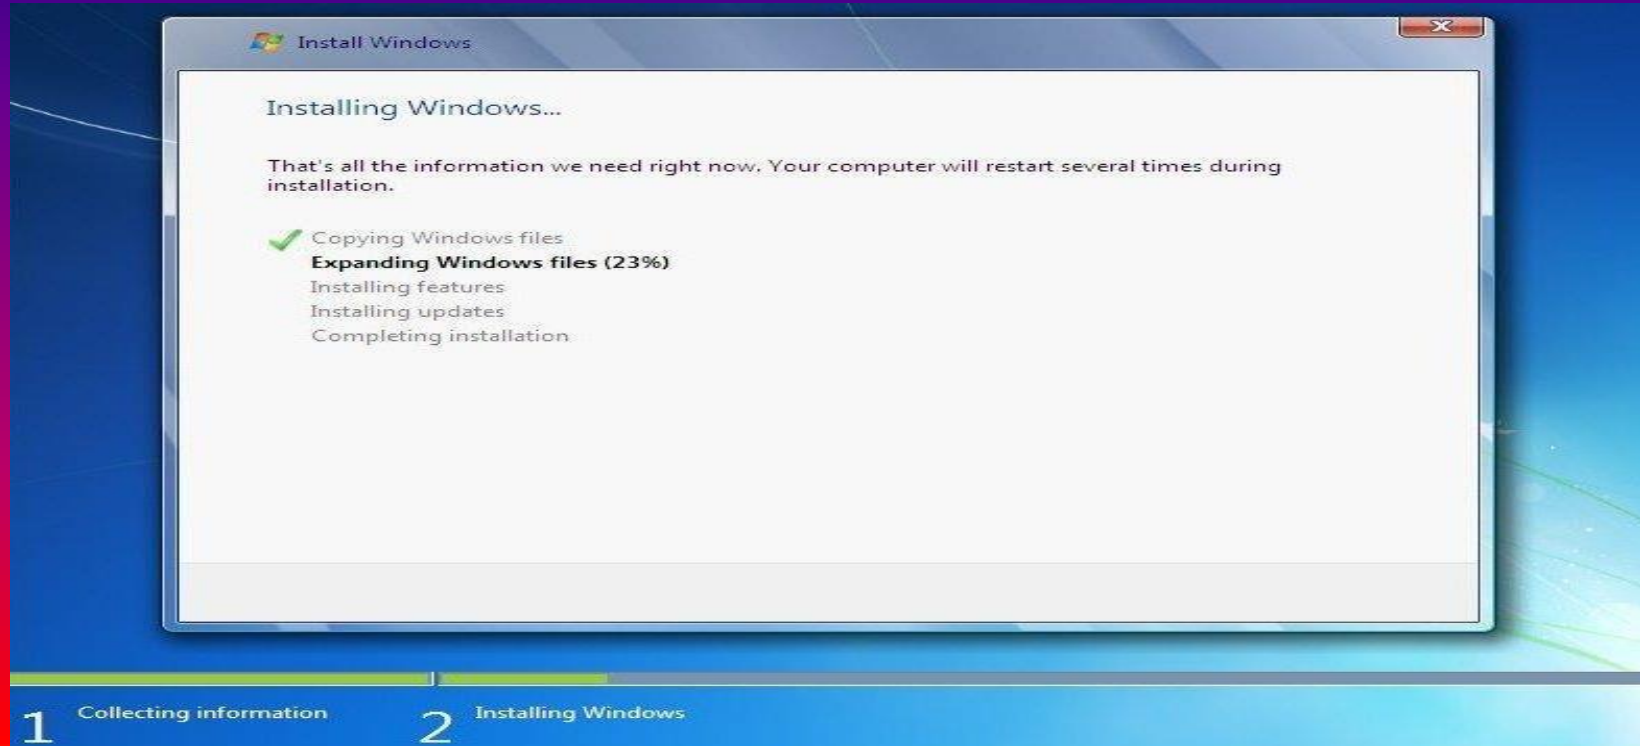 Install Windows
Installing Windows...
That's all the information we need right now. Your computer will restart several times during
installation.
Copying Windows files
Expanding Windows files (23%)
Installing features
Installing updates
Completing installation
1 Collecting information 2 Installing Windows